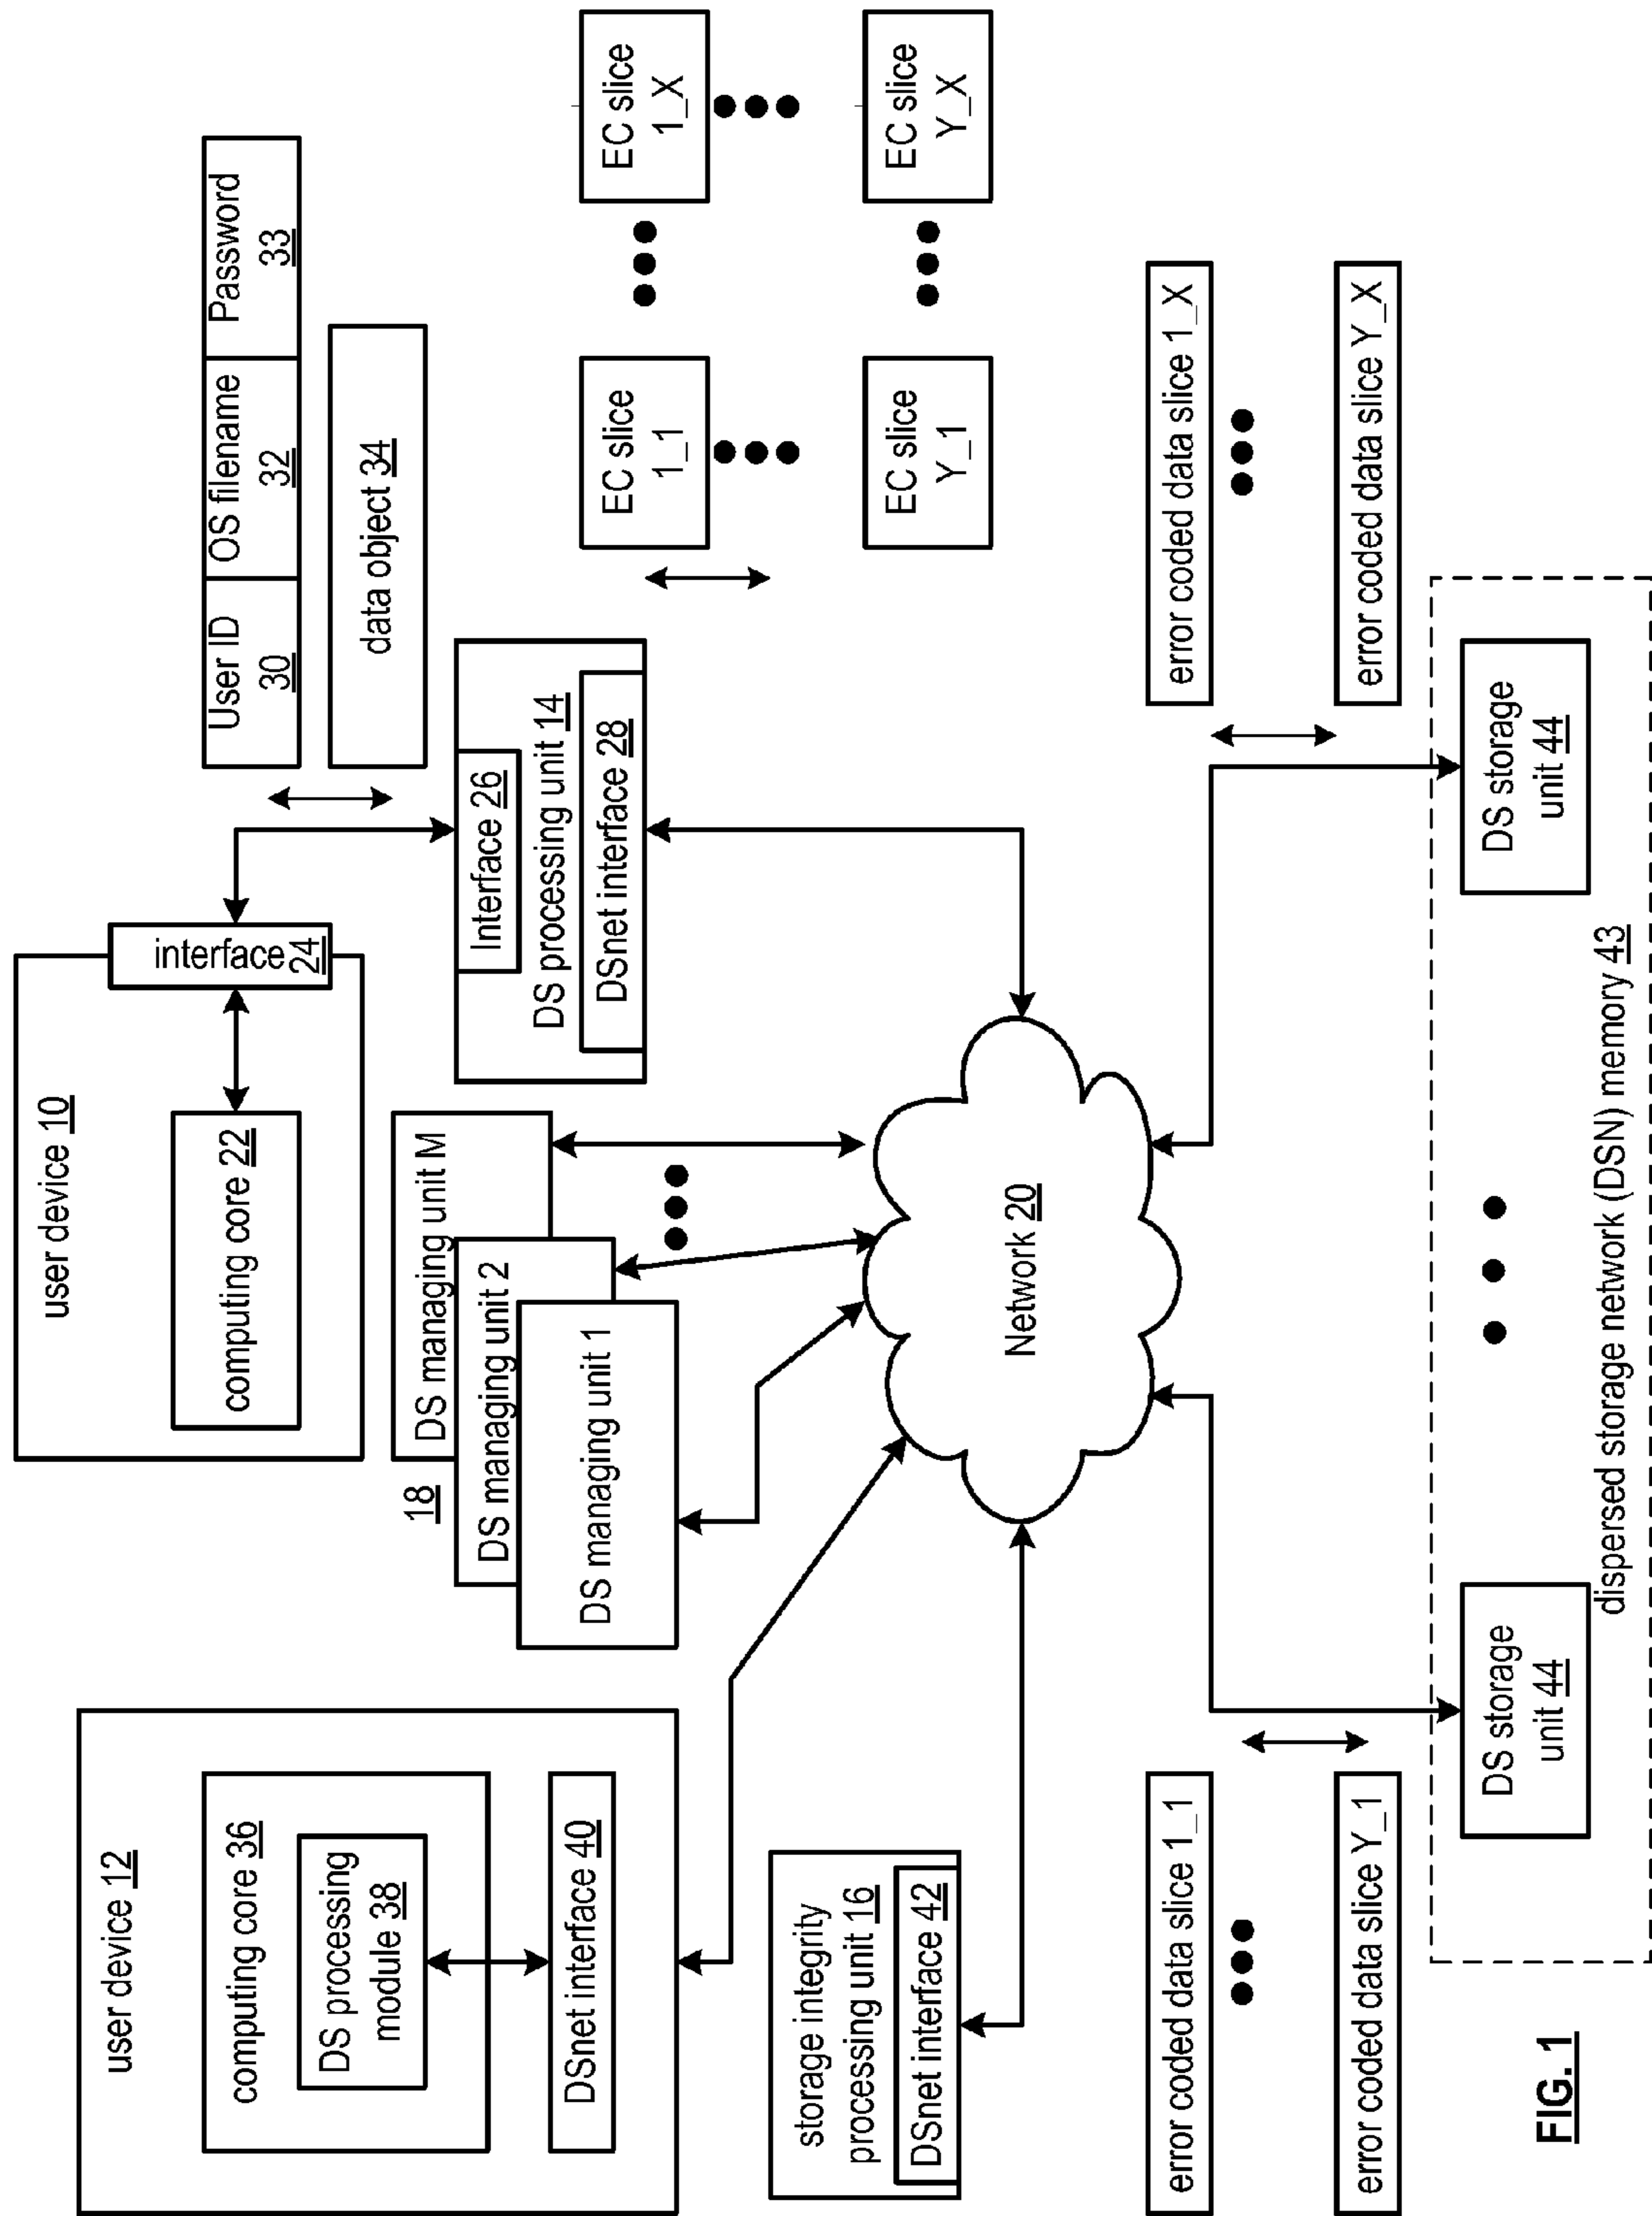 user device 12
computing core 36
DS processing
module 38
DSnet interface 40
user device 10
computing core 22
interface 24
User ID
30
OS filename
32
Password
33
data object 34
18
DS managing unit M
DS managing unit 2
DS managing unit 1
Interface 26
DS processing unit 14
DSnet interface 28
EC slice
1_1
EC slice
1_X
EC slice
Y_1
EC slice
Y_X
storage integrity
processing unit 16
DSnet interface 42
Network 20
error coded data slice 1_1
error coded data slice Y_1
error coded data slice 1_X
error coded data slice Y_X
DS storage
unit 44
DS storage
unit 44
dispersed storage network (DSN) memory 43
FIG. 1